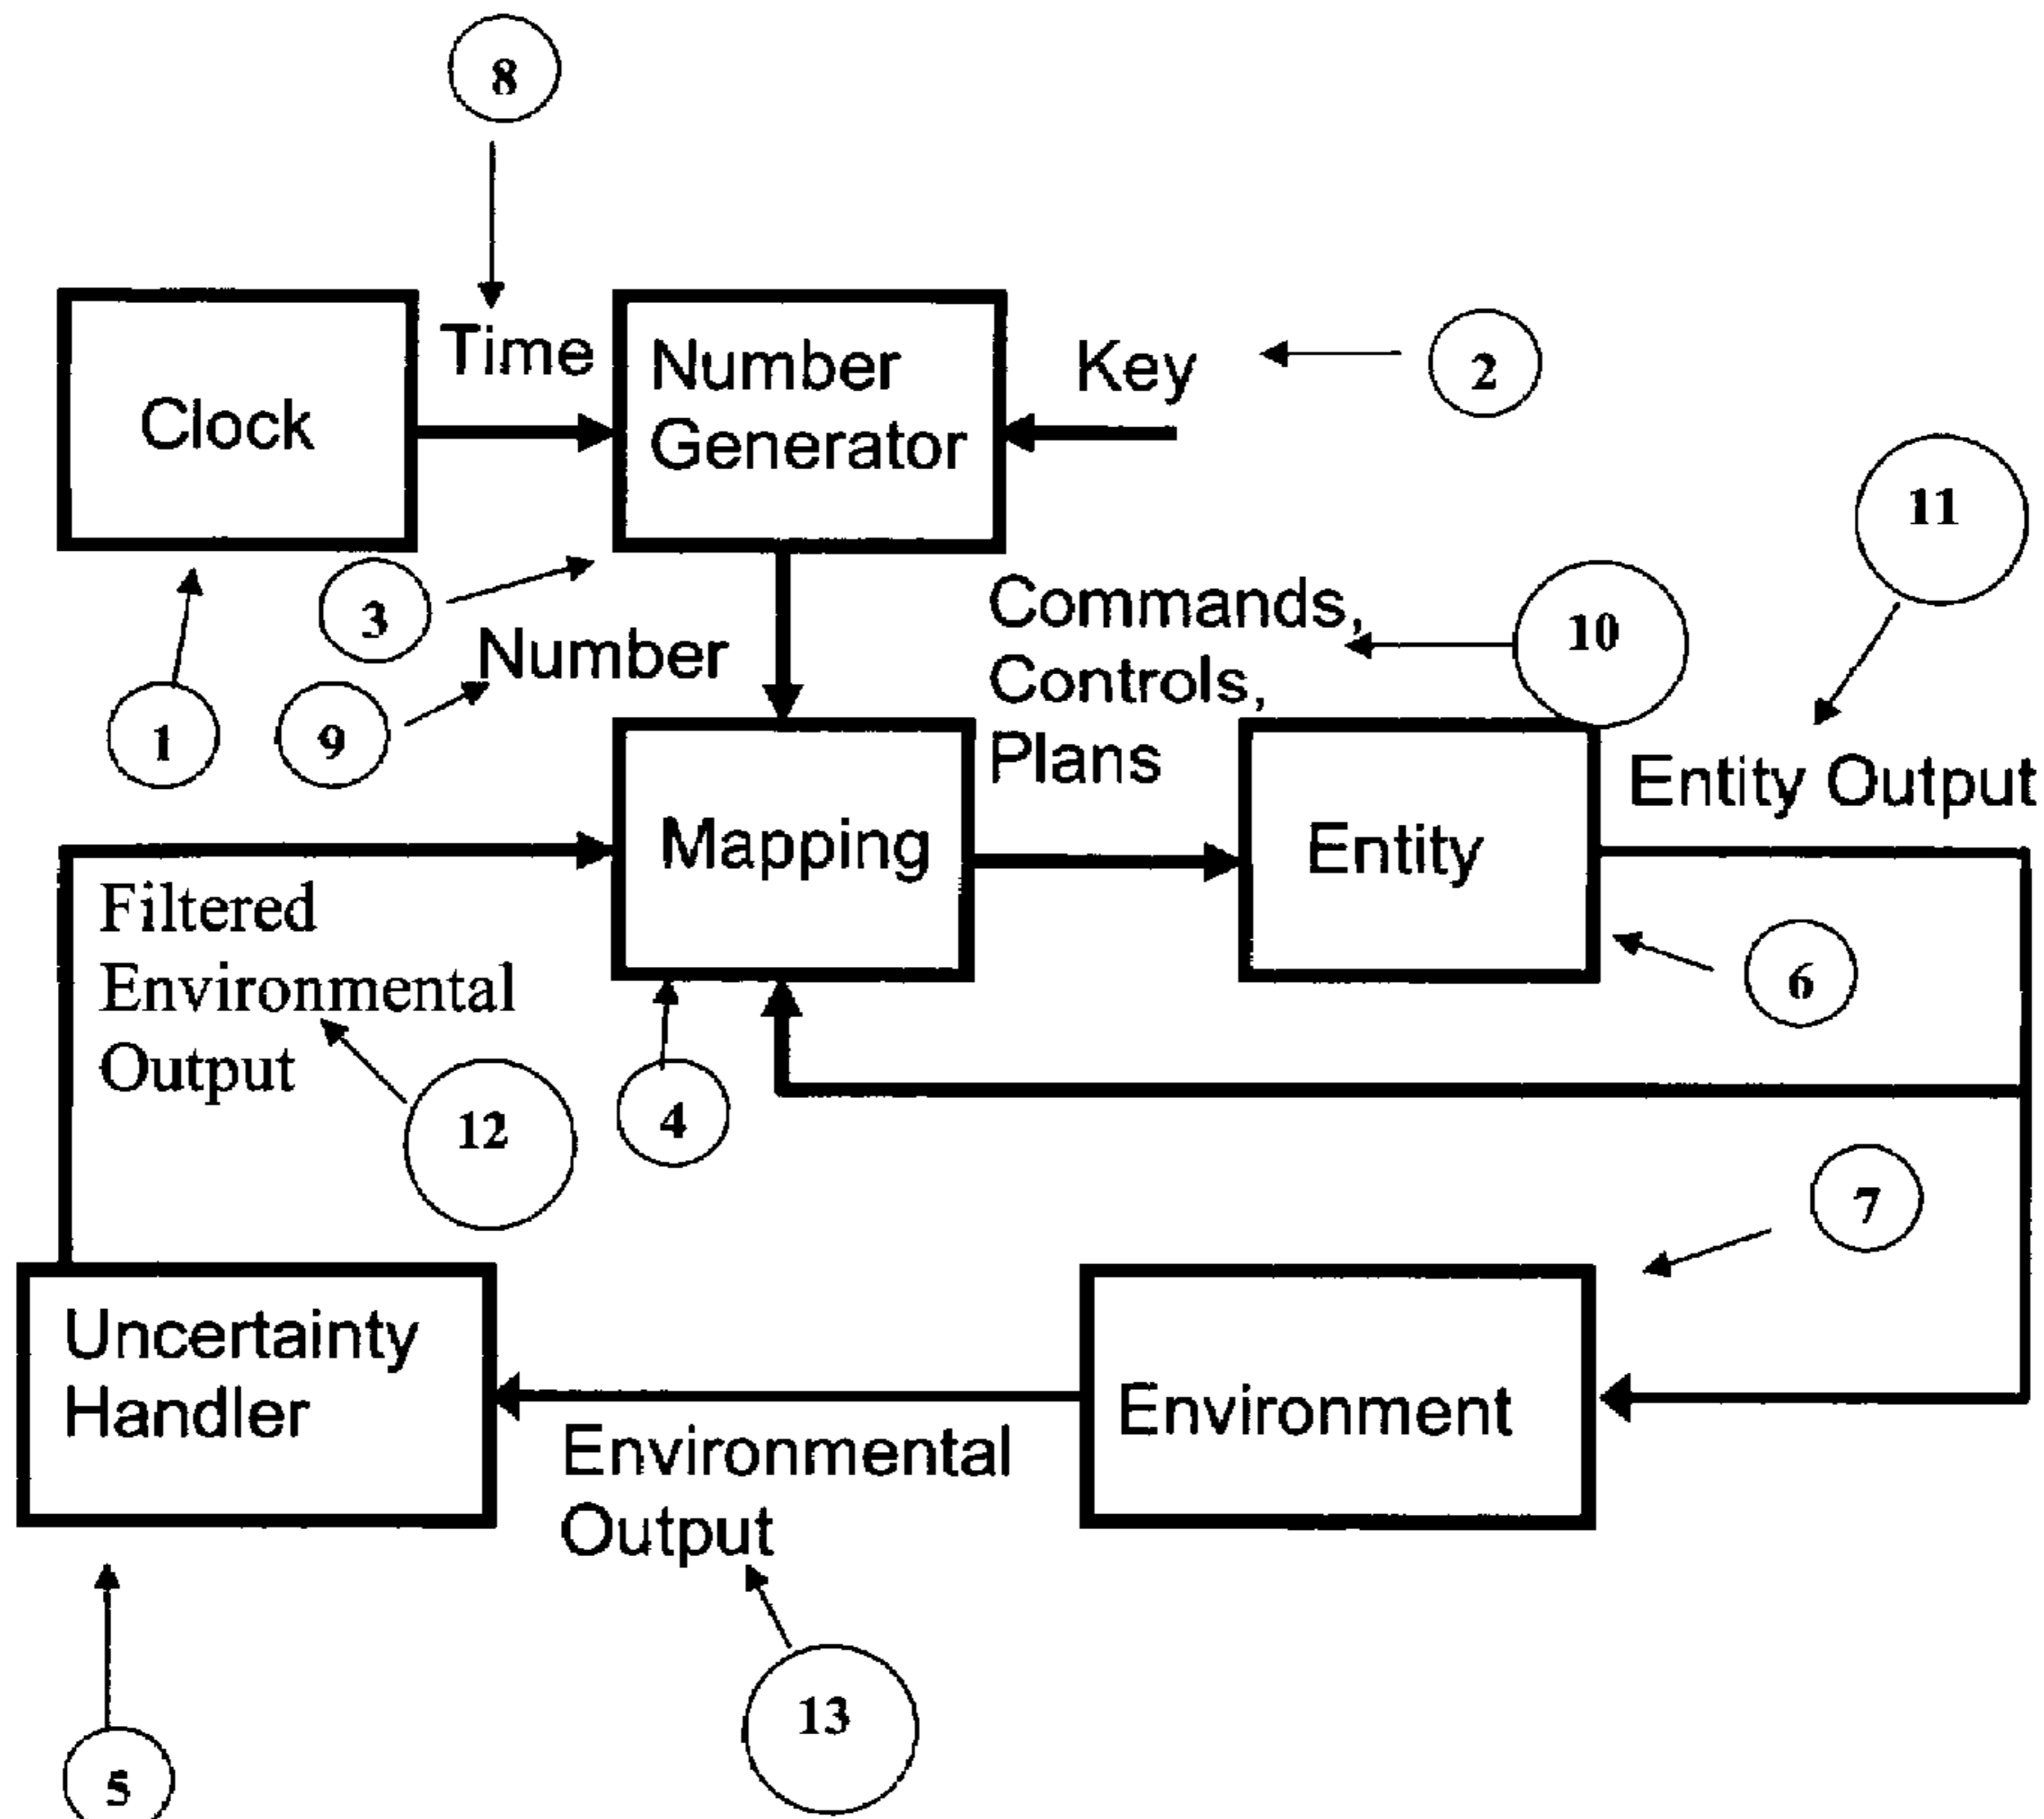 8
Time
Number
Generator
Key
2
Clock
11
3
Commands,
10
Number
Controls,
1
9
Plans
Entity Output
Mapping
Entity
Filtered
Environmental
Output
6
12
4
7
Uncertainty
Handler
Environment
Environmental
Output
13
5